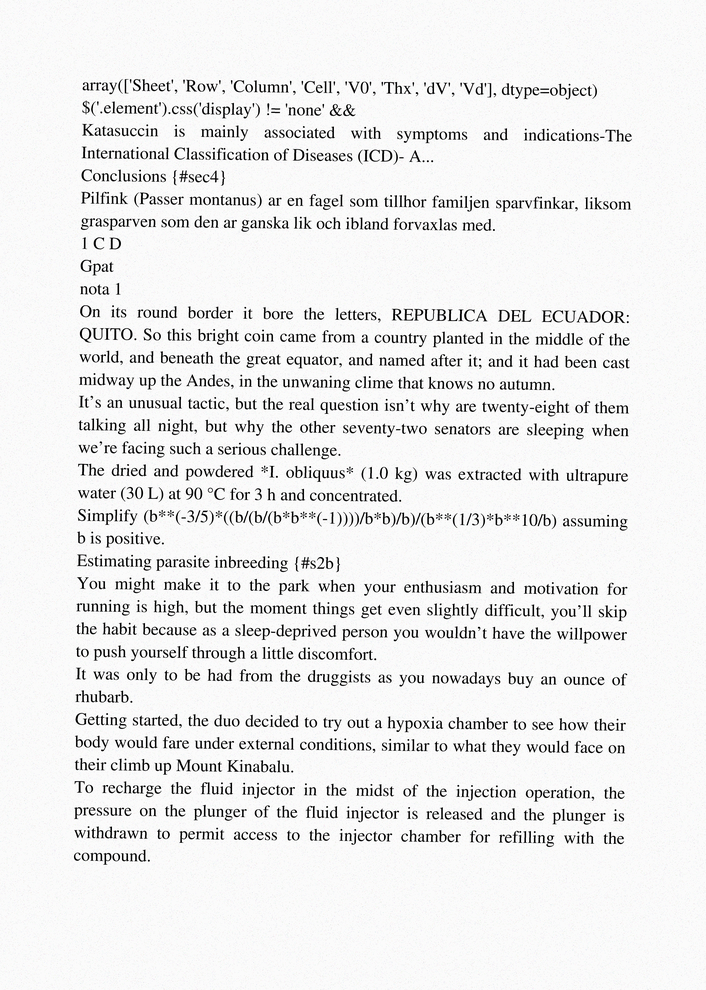 array(['Sheet', 'Row', 'Column', 'Cell', 'V0', 'Thx', 'dV', 'Vd'], dtype=object)
$('.element').css('display') != 'none' &&
Katasuccin is mainly associated with symptoms and indications-The
International Classification of Diseases (ICD)- A...
Conclusions {#sec4}
Pilfink (Passer montanus) ar en fagel som tillhor familjen sparvfinkar, liksom
grasparven som den ar ganska lik och ibland forvaxlas med.
1 C D
Gpat
nota 1
On its round border it bore the letters, REPUBLICA DEL ECUADOR:
QUITO. So this bright coin came from a country planted in the middle of the
world, and beneath the great equator, and named after it; and it had been cast
midway up the Andes, in the unwaning clime that knows no autumn.
It’s an unusual tactic, but the real question isn’t why are twenty-eight of them
talking all night, but why the other seventy-two senators are sleeping when
we’re facing such a serious challenge.
The dried and powdered *I. obliquus* (1.0 kg) was extracted with ultrapure
water (30 L) at 90 °C for 3 h and concentrated.
Simplify (b**(-3/5)*((b/(b/(b*b**(-1))))/b*b)/b)/(b**(1/3)*b**10/b) assuming
b is positive.
Estimating parasite inbreeding {#s2b}
You might make it to the park when your enthusiasm and motivation for
running is high, but the moment things get even slightly difficult, you’ll skip
the habit because as a sleep-deprived person you wouldn’t have the willpower
to push yourself through a little discomfort.
It was only to be had from the druggists as you nowadays buy an ounce of
rhubarb.
Getting started, the duo decided to try out a hypoxia chamber to see how their
body would fare under external conditions, similar to what they would face on
their climb up Mount Kinabalu.
To recharge the fluid injector in the midst of the injection operation, the
pressure on the plunger of the fluid injector is released and the plunger is
withdrawn to permit access to the injector chamber for refilling with the
compound.